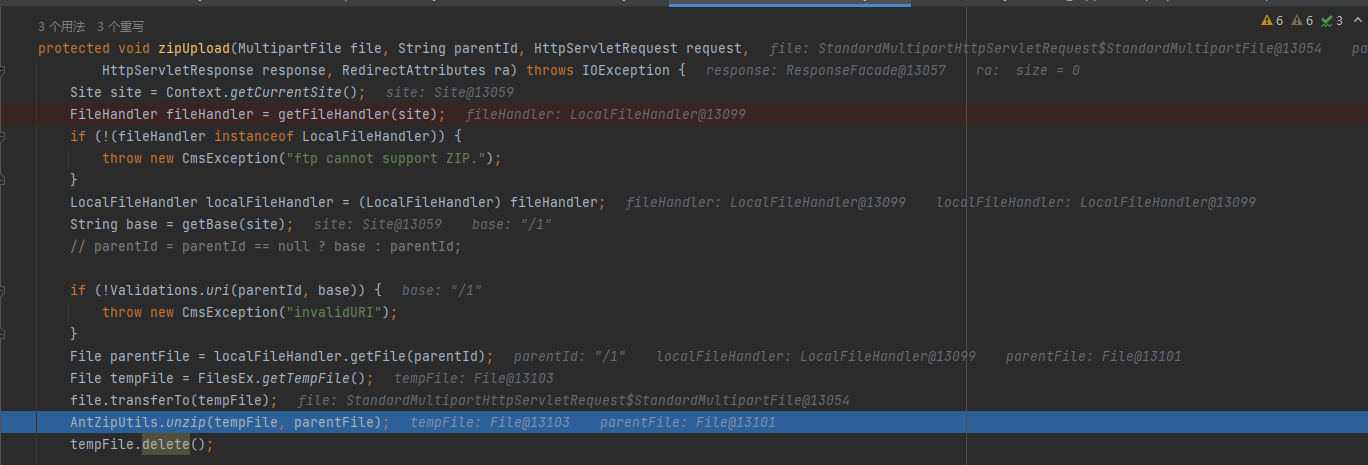 3 个用法   3 个重写
6 6 3
protected void zipUpload(MultipartFile file, String parentId, HttpServletRequest request,   file: StandardMultipartHttpServletRequest$StandardMultipartFile@13054   pa
HttpServletResponse response, RedirectAttributes ra) throws IOException {   response: ResponseFacade@13057   ra:  size = 0
Site site = Context.getCurrentSite();   site: Site@13059
FileHandler fileHandler = getFileHandler(site);   fileHandler: LocalFileHandler@13099
if (!(fileHandler instanceof LocalFileHandler)) {
throw new CmsException("ftp cannot support ZIP.");
}
LocalFileHandler localFileHandler = (LocalFileHandler) fileHandler;   fileHandler: LocalFileHandler@13099   localFileHandler: LocalFileHandler@13099
String base = getBase(site);   site: Site@13059   base: "/1"
// parentId = parentId == null ? base : parentId;
if (!Validations.uri(parentId, base)) {   base: "/1"
throw new CmsException("invalidURI");
}
File parentFile = localFileHandler.getFile(parentId);   parentId: "/1"   localFileHandler: LocalFileHandler@13099   parentFile: File@13101
File tempFile = FilesEx.getTempFile();   tempFile: File@13103
file.transferTo(tempFile);   file: StandardMultipartHttpServletRequest$StandardMultipartFile@13054
AntZipUtils.unzip(tempFile, parentFile);   tempFile: File@13103   parentFile: File@13101
tempFile.delete();